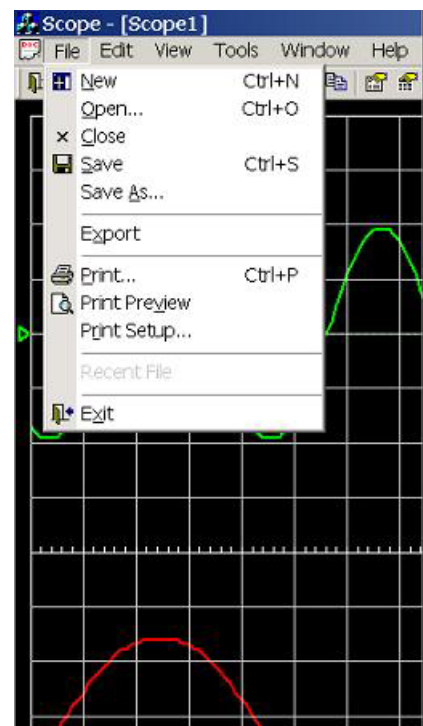 Scope - [Scope1]
File Edit View Tools Window Help
New Ctrl+N
Open... Ctrl+O
Close
Save Ctrl+S
Save As...
Export
Print... Ctrl+P
Print Preview
Print Setup...
Recent File
Exit